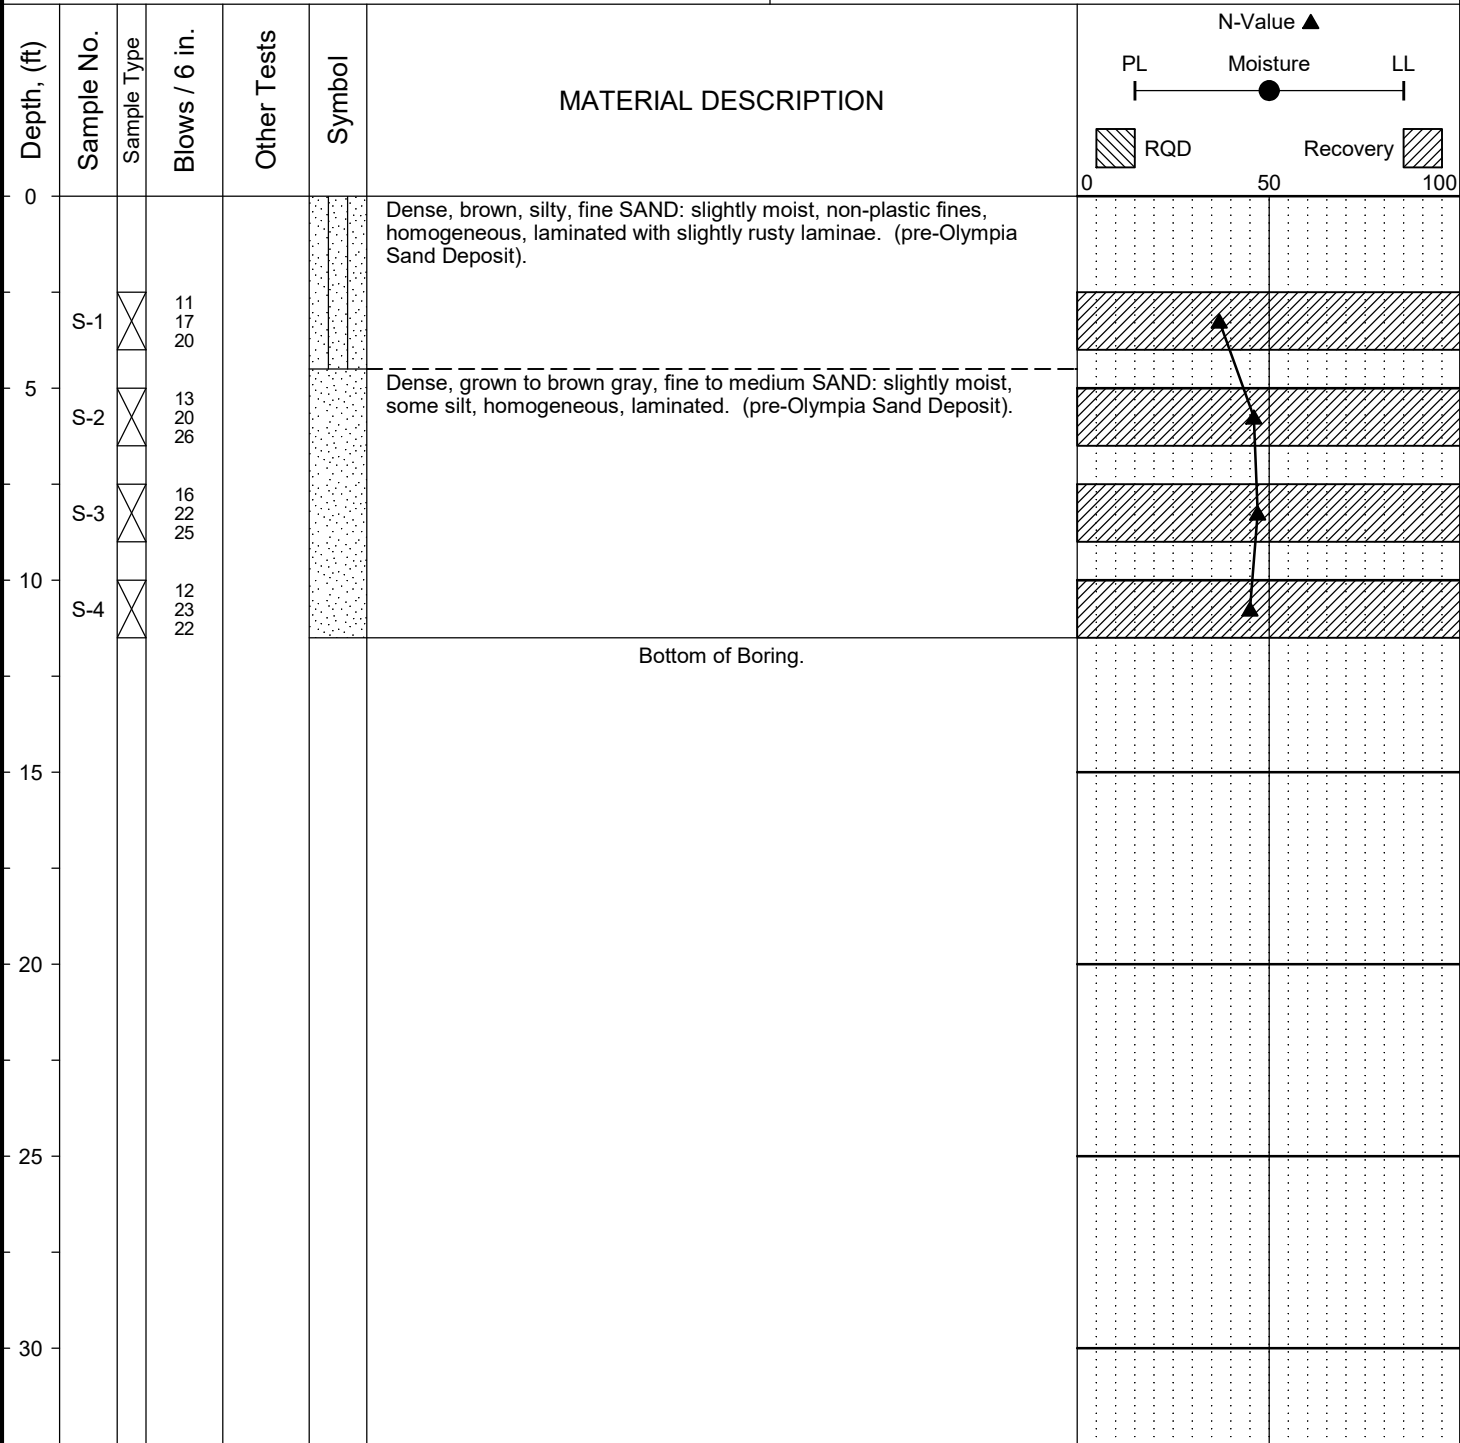 Depth, (ft)
Sample No.
Sample Type
Blows / 6 in.
Other Tests
Symbol
MATERIAL DESCRIPTION
N-Value
PL Moisture LL
RQD Recovery
0 50 100
0
Dense, brown, silty, fine SAND: slightly moist, non-plastic fines,
homogeneous, laminated with slightly rusty laminae. (pre-Olympia
Sand Deposit).
S-1
11
17
20
5
Dense, grown to brown gray, fine to medium SAND: slightly moist,
some silt, homogeneous, laminated. (pre-Olympia Sand Deposit).
S-2
13
20
26
S-3
16
22
25
10
S-4
12
23
22
Bottom of Boring.
15
20
25
30